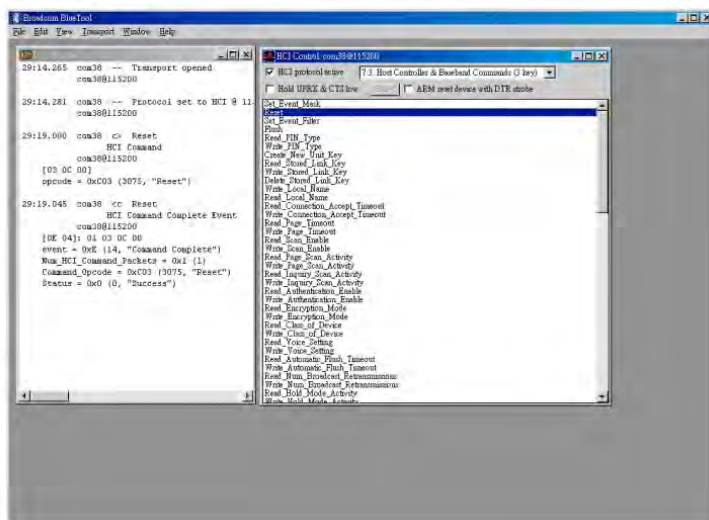 Broadcom BlueTool
File Edit View Transport Window Help
29:14.265 com38 -- Transport opened
com38@115200
29:14.281 com38 --- Protocol set to HCI @ 11
com38@115200
29:19.000 com38 c> Reset
HCI Command
com38@115200
[03 0C 00]
opcode = 0xC03 (3075, "Reset")
29:19.045 com38 <c Reset
HCI Command Complete Event
com38@115200
[0E 04]: 01 03 0C 00
event = 0xE (14, "Command Complete")
Num_HCI_Command_Packets = 0x1 (1)
Command_Opcode = 0xC03 (3075, "Reset")
Status = 0x0 (0, "Success")
HCI Control: com38@115200
HCI protocol active
7.3. Host Controller & Baseband Commands (3 key)
Hold UPRX & CTS low
ARM reset device with DTR strobe
Set_Event_Mask
Reset
Set_Event_Filter
Flush
Read_PIN_Type
Write_PIN_Type
Create_New_Unit_Key
Read_Stored_Link_Key
Write_Stored_Link_Key
Delete_Stored_Link_Key
Write_Local_Name
Read_Local_Name
Read_Connection_Accept_Timeout
Write_Connection_Accept_Timeout
Read_Page_Timeout
Write_Page_Timeout
Read_Scan_Enable
Write_Scan_Enable
Read_Page_Scan_Activity
Write_Page_Scan_Activity
Read_Inquiry_Scan_Activity
Write_Inquiry_Scan_Activity
Read_Authentication_Enable
Write_Authentication_Enable
Read_Encryption_Mode
Write_Encryption_Mode
Read_Class_of_Device
Write_Class_of_Device
Read_Voice_Setting
Write_Voice_Setting
Read_Automatic_Flush_Timeout
Write_Automatic_Flush_Timeout
Read_Num_Broadcast_Retransmissions
Write_Num_Broadcast_Retransmissions
Read_Hold_Mode_Activity
Write_Hold_Mode_Activity